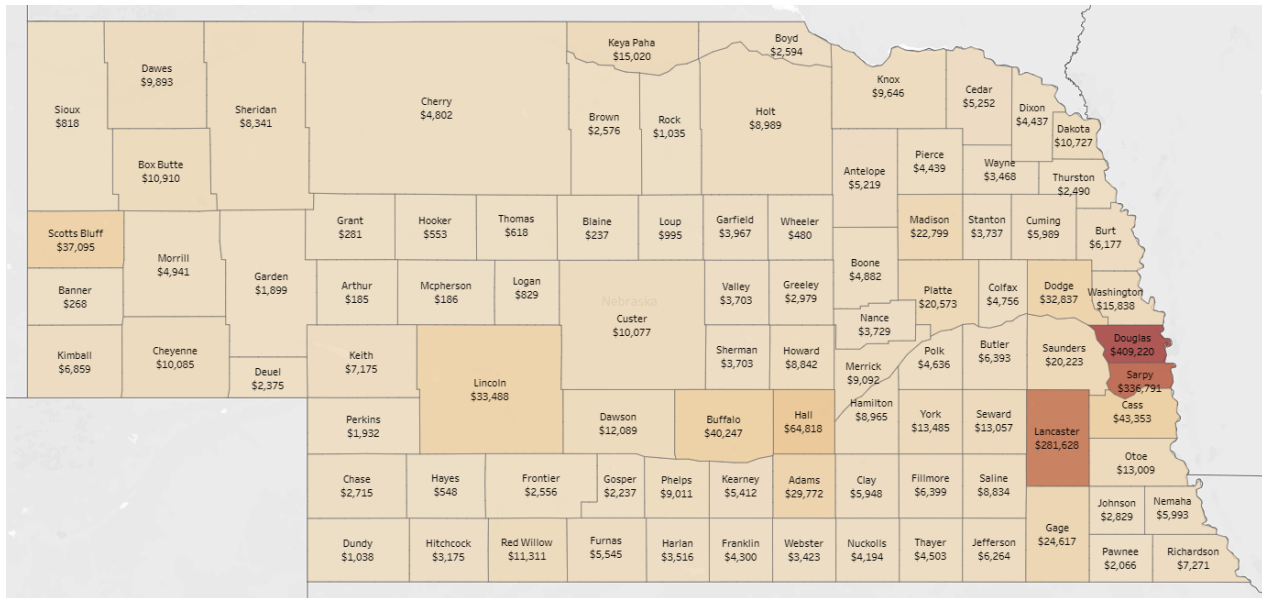 Sioux
$818
Dawes
$9,893
Box Butte
$10,910
Sheridan
$8,341
Cherry
$4,802
Keya Paha
$15,020
Boyd
$2,594
Brown
$2,576
Rock
$1,035
Holt
$8,989
Knox
$9,646
Cedar
$5,252
Dixon
$4,437
Dakota
$10,727
Antelope
$5,219
Pierce
$4,439
Wayne
$3,468
Thurston
$2,490
Scotts Bluff
$37,095
Banner
$268
Kimball
$6,859
Morrill
$4,941
Cheyenne
$10,085
Garden
$1,899
Deuel
$2,375
Grant
$281
Hooker
$553
Thomas
$618
Blaine
$237
Loup
$995
Garfield
$3,967
Wheeler
$480
Boone
$4,882
Madison
$22,799
Stanton
$3,737
Cuming
$5,989
Burt
$6,177
Arthur
$185
Mcpherson
$186
Logan
$829
Nebraska
Custer
$10,077
Valley
$3,703
Greeley
$2,979
Nance
$3,729
Platte
$20,573
Colfax
$4,756
Dodge
$32,837
Washington
$15,838
Keith
$7,175
Lincoln
$33,488
Sherman
$3,703
Howard
$8,842
Merrick
$9,092
Polk
$4,636
Butler
$6,393
Saunders
$20,223
Douglas
$409,220
Sarpy
$336,791
Perkins
$1,932
Dawson
$12,089
Buffalo
$40,247
Hall
$64,818
Hamilton
$8,965
York
$13,485
Seward
$13,057
Lancaster
$281,628
Cass
$43,353
Otoe
$13,009
Chase
$2,715
Hayes
$548
Frontier
$2,556
Gosper
$2,237
Phelps
$9,011
Kearney
$5,412
Adams
$29,772
Clay
$5,948
Fillmore
$6,399
Saline
$8,834
Gage
$24,617
Johnson
$2,829
Nemaha
$5,993
Dundy
$1,038
Hitchcock
$3,175
Red Willow
$11,311
Furnas
$5,545
Harlan
$3,516
Franklin
$4,300
Webster
$3,423
Nuckolls
$4,194
Thayer
$4,503
Jefferson
$6,264
Pawnee
$2,066
Richardson
$7,271